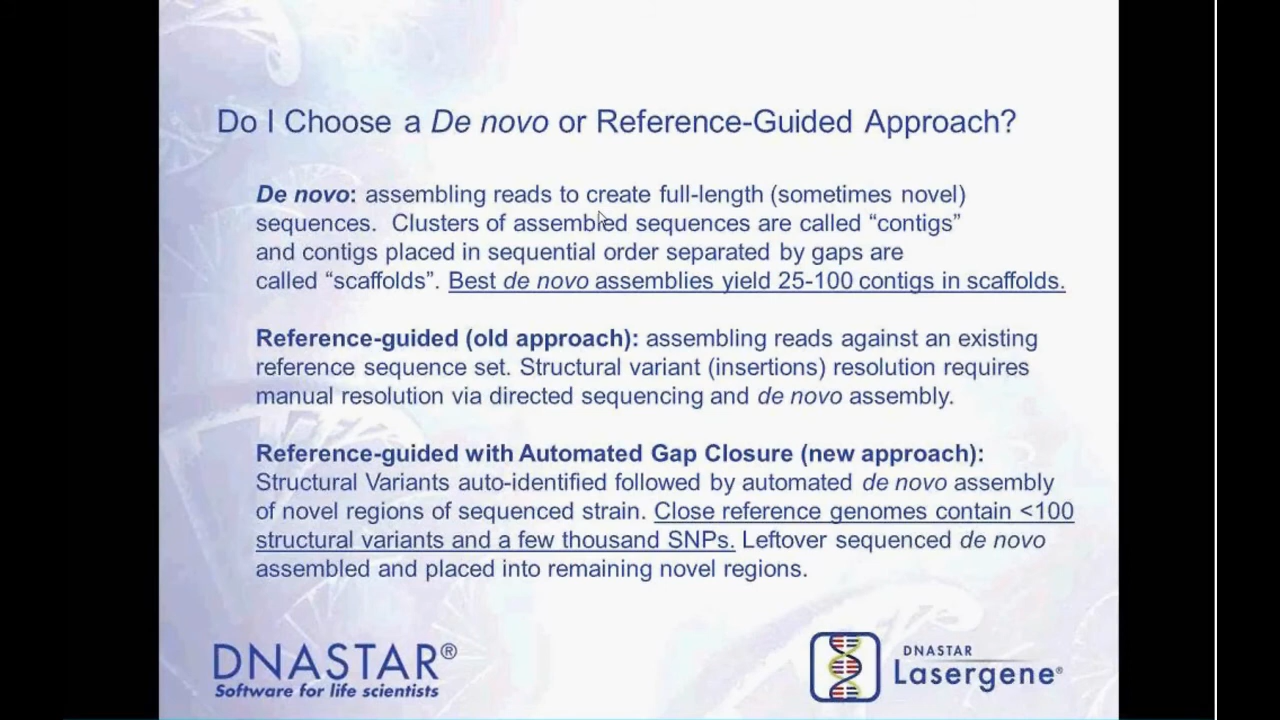 Do I Choose a De novo or Reference-Guided Approach?
De novo: assembling reads to create full-length (sometimes novel)
sequences. Clusters of assembled sequences are called “contigs”
and contigs placed in sequential order separated by gaps are
called “scaffolds”. Best de novo assemblies yield 25-100 contigs in scaffolds.
Reference-guided (old approach): assembling reads against an existing
reference sequence set. Structural variant (insertions) resolution requires
manual resolution via directed sequencing and de novo assembly.
Reference-guided with Automated Gap Closure (new approach):
Structural Variants auto-identified followed by automated de novo assembly
of novel regions of sequenced strain. Close reference genomes contain <100
structural variants and a few thousand SNPs. Leftover sequenced de novo
assembled and placed into remaining novel regions.
DNASTAR®
Software for life scientists
DNASTAR
Lasergene®